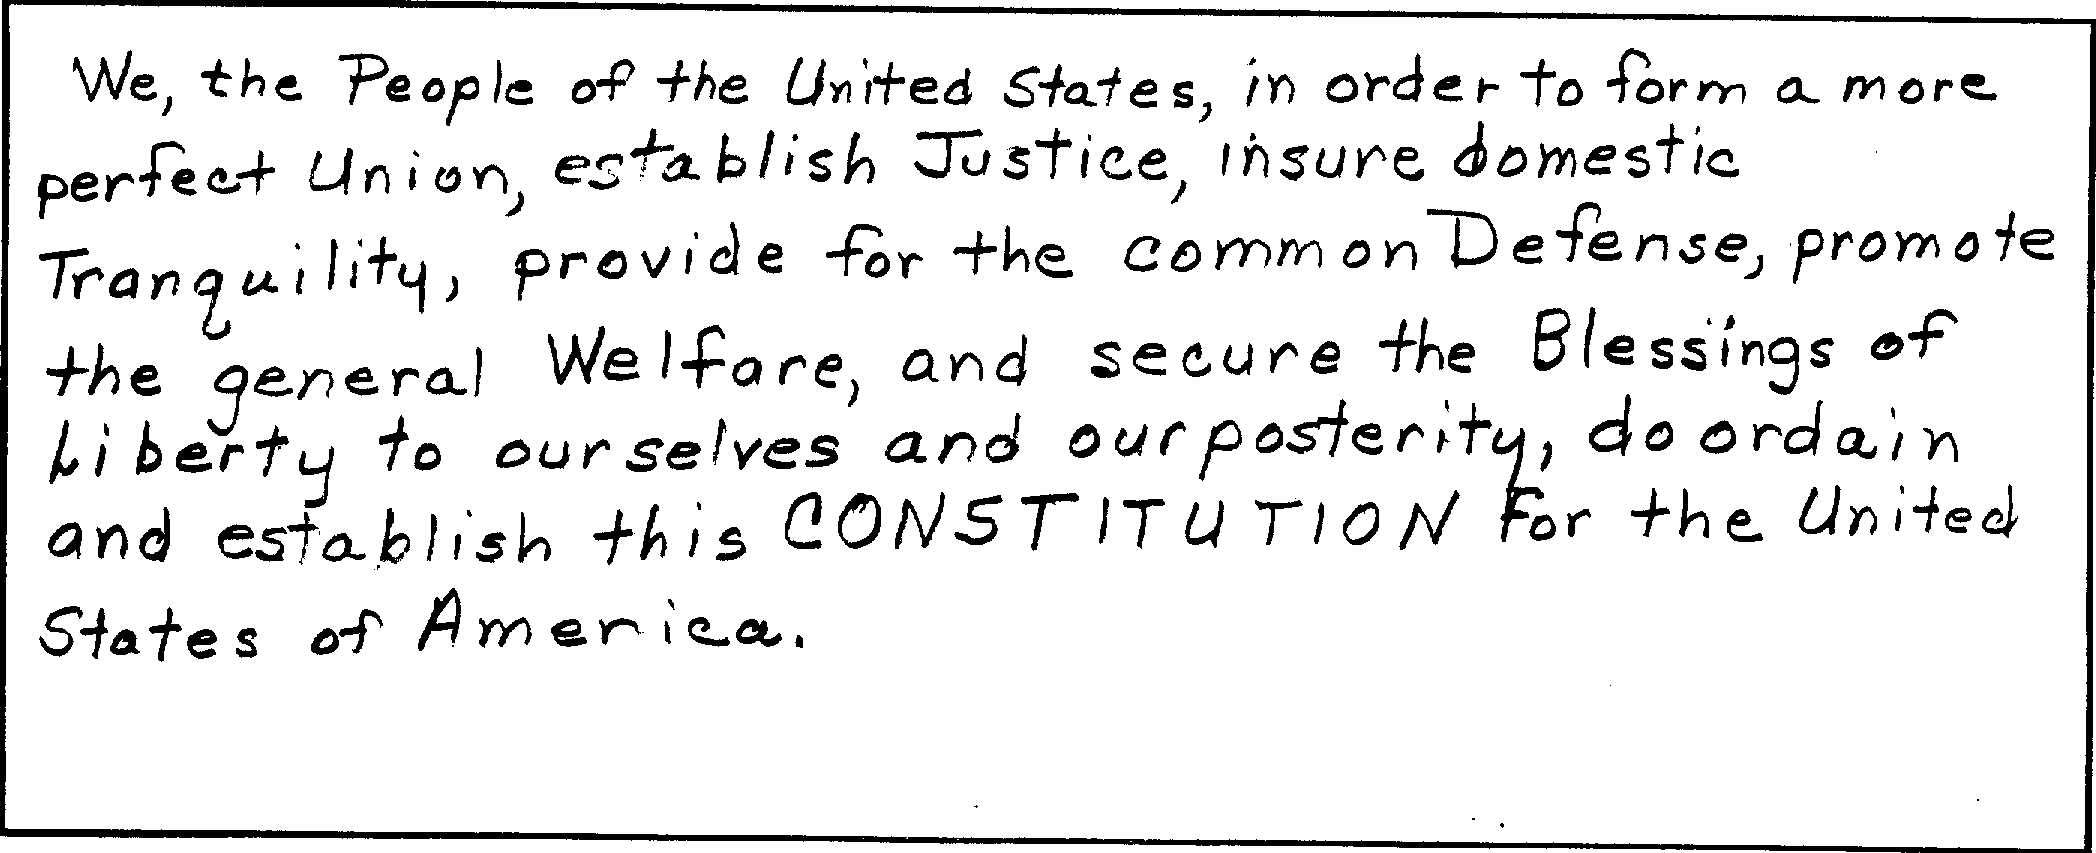 We, the People of the United States, in order to form a more
perfect Union, establish Justice, insure domestic
Tranquility, provide for the common Defense, promote
the general Welfare, and secure the Blessings of
Liberty to ourselves and our posterity, do ordain
and establish this CONSTITUTION for the United
States of America.